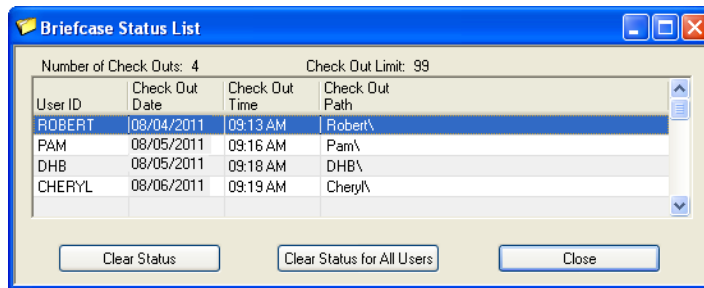 Briefcase Status List
Number of Check Outs: 4 Check Out Limit: 99
Check Out Check Out Check Out
User ID Date Time Path
ROBERT 08/04/2011 09:13 AM Robert\
PAM 08/05/2011 09:16 AM Pam\
DHB 08/05/2011 09:18 AM DHB\
CHERYL 08/06/2011 09:19 AM Cheryl\
Clear Status Clear Status for All Users Close